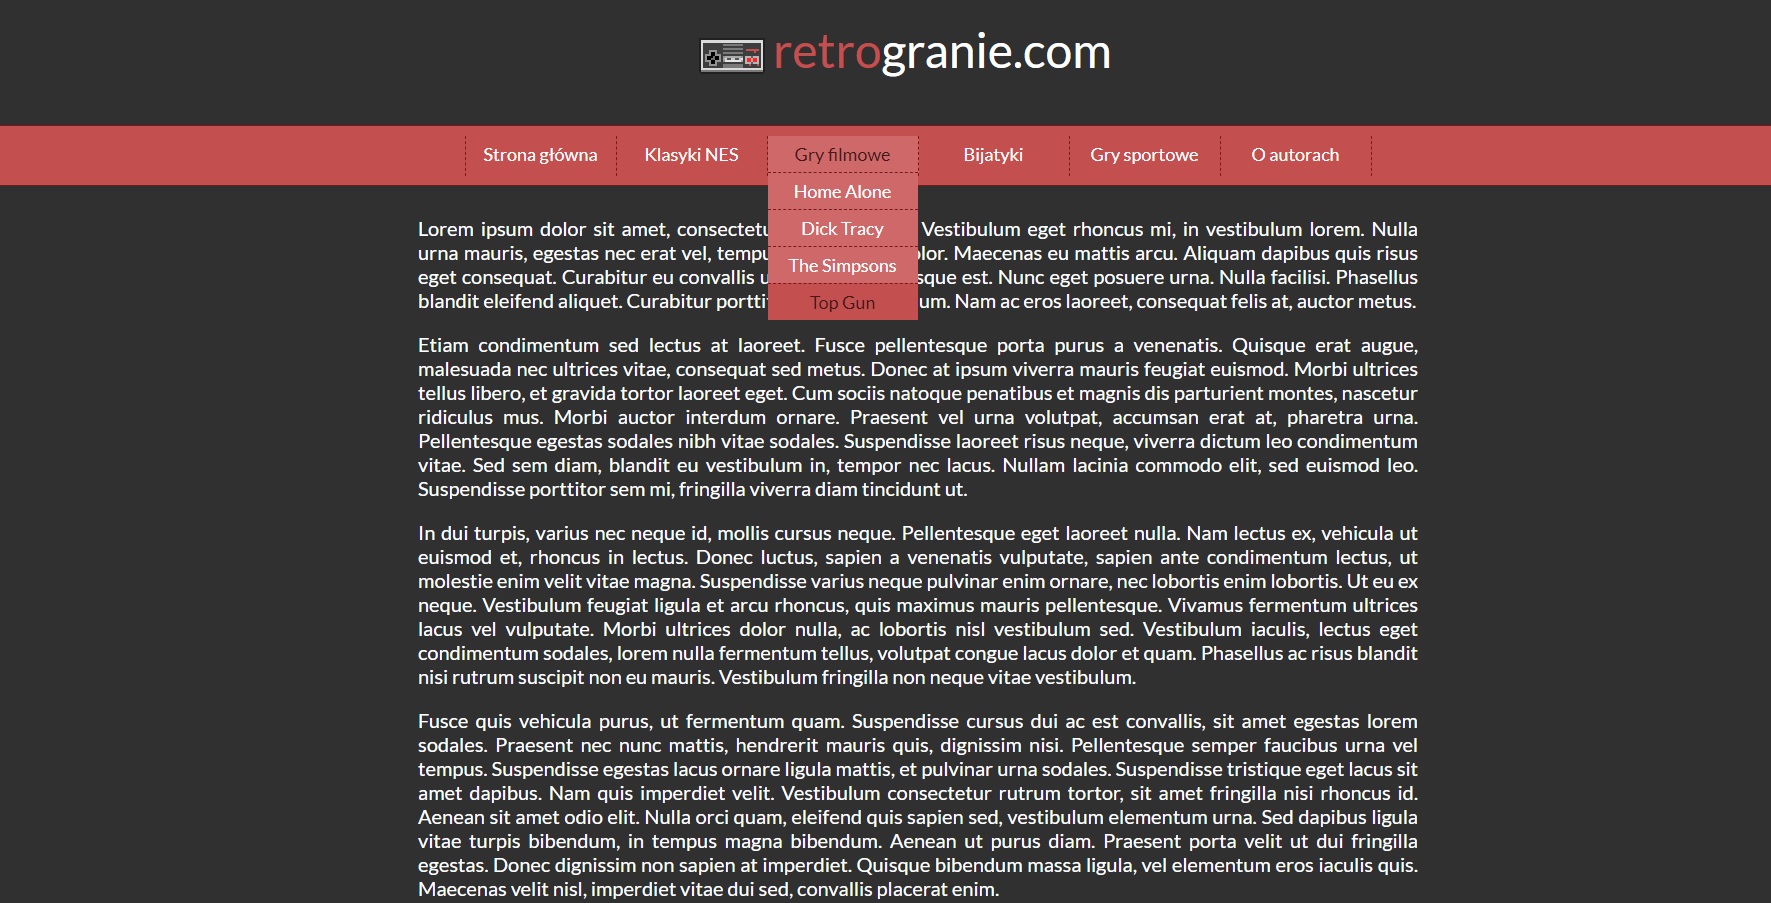 retrogranie.com
Strona główna Klasyki NES Gry filmowe Bijatyki Gry sportowe O autorach
Home Alone
Dick Tracy
The Simpsons
Top Gun
Lorem ipsum dolor sit amet, Vestibulum eget rhoncus mi, in vestibulum lorem. Nulla
urna mauris, egestas nec erat vel, Maecenas eu mattis arcu. Aliquam dapibus quis risus
eget consequat. Curabitur eu convallis est. Nunc eget posuere urna. Nulla facilisi. Phasellus
blandit eleifend aliquet. Curabitur Nam ac eros laoreet, consequat felis at, auctor metus.
Etiam condimentum sed lectus at laoreet. Fusce pellentesque porta purus a venenatis. Quisque erat augue,
malesuada nec ultrices vitae, consequat sed metus. Donec at ipsum viverra mauris feugiat euismod. Morbi ultrices
tellus libero, et gravida tortor laoreet eget. Cum sociis natoque penatibus et magnis dis parturient montes, nascetur
ridiculus mus. Morbi auctor interdum ornare. Praesent vel urna volutpat, accumsan erat at, pharetra urna.
Pellentesque egestas sodales nibh vitae sodales. Suspendisse laoreet risus neque, viverra dictum leo condimentum
vitae. Sed sem diam, blandit eu vestibulum in, tempor nec lacus. Nullam lacinia commodo elit, sed euismod leo.
Suspendisse porttitor sem mi, fringilla viverra diam tincidunt ut.
In dui turpis, varius nec neque id, mollis cursus neque. Pellentesque eget laoreet nulla. Nam lectus ex, vehicula ut
euismod et, rhoncus in lectus. Donec luctus, sapien a venenatis vulputate, sapien ante condimentum lectus, ut
molestie enim velit vitae magna. Suspendisse varius neque pulvinar enim ornare, nec lobortis enim lobortis. Ut eu ex
neque. Vestibulum feugiat ligula et arcu rhoncus, quis maximus mauris pellentesque. Vivamus fermentum ultrices
lacus vel vulputate. Morbi ultrices dolor nulla, ac lobortis nisl vestibulum sed. Vestibulum iaculis, lectus eget
condimentum sodales, lorem nulla fermentum tellus, volutpat congue lacus dolor et quam. Phasellus ac risus blandit
nisi rutrum suscipit non eu mauris. Vestibulum fringilla non neque vitae vestibulum.
Fusce quis vehicula purus, ut fermentum quam. Suspendisse cursus dui ac est convallis, sit amet egestas lorem
sodales. Praesent nec nunc mattis, hendrerit mauris quis, dignissim nisi. Pellentesque semper faucibus urna vel
tempus. Suspendisse egestas lacus ornare ligula mattis, et pulvinar urna sodales. Suspendisse tristique eget lacus sit
amet dapibus. Nam quis imperdiet velit. Vestibulum consectetur rutrum tortor, sit amet fringilla nisi rhoncus id.
Aenean sit amet odio elit. Nulla orci quam, eleifend quis sapien sed, vestibulum elementum urna. Sed dapibus ligula
vitae turpis bibendum, in tempus magna bibendum. Aenean ut purus diam. Praesent porta velit ut dui fringilla
egestas. Donec dignissim non sapien at imperdiet. Quisque bibendum massa ligula, vel elementum eros iaculis quis.
Maecenas velit nisl, imperdiet vitae dui sed, convallis placerat enim.